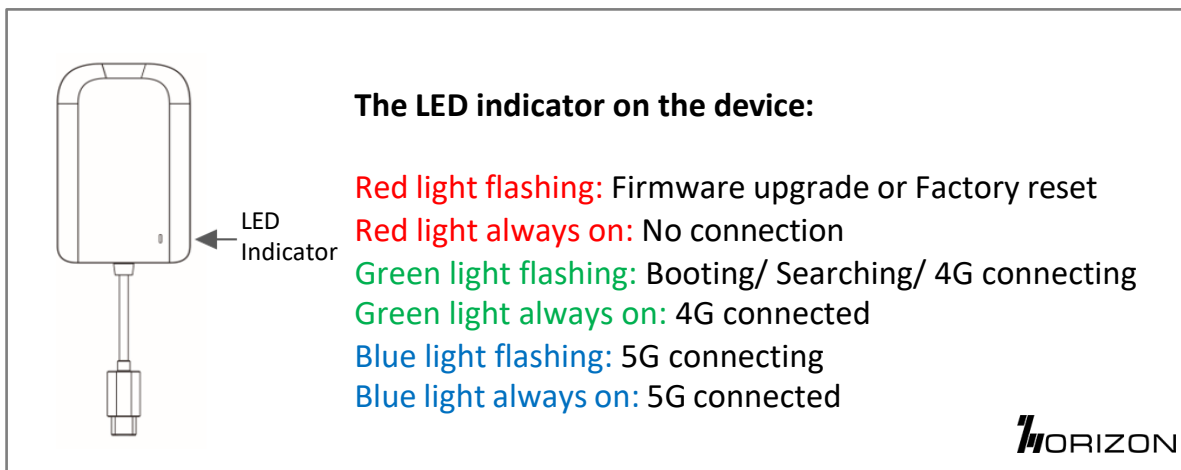 The LED indicator on the device:
Red light flashing: Firmware upgrade or Factory reset
Red light always on: No connection
Green light flashing: Booting/ Searching/ 4G connecting
Green light always on: 4G connected
Blue light flashing: 5G connecting
Blue light always on: 5G connected
LED
Indicator
HORIZON